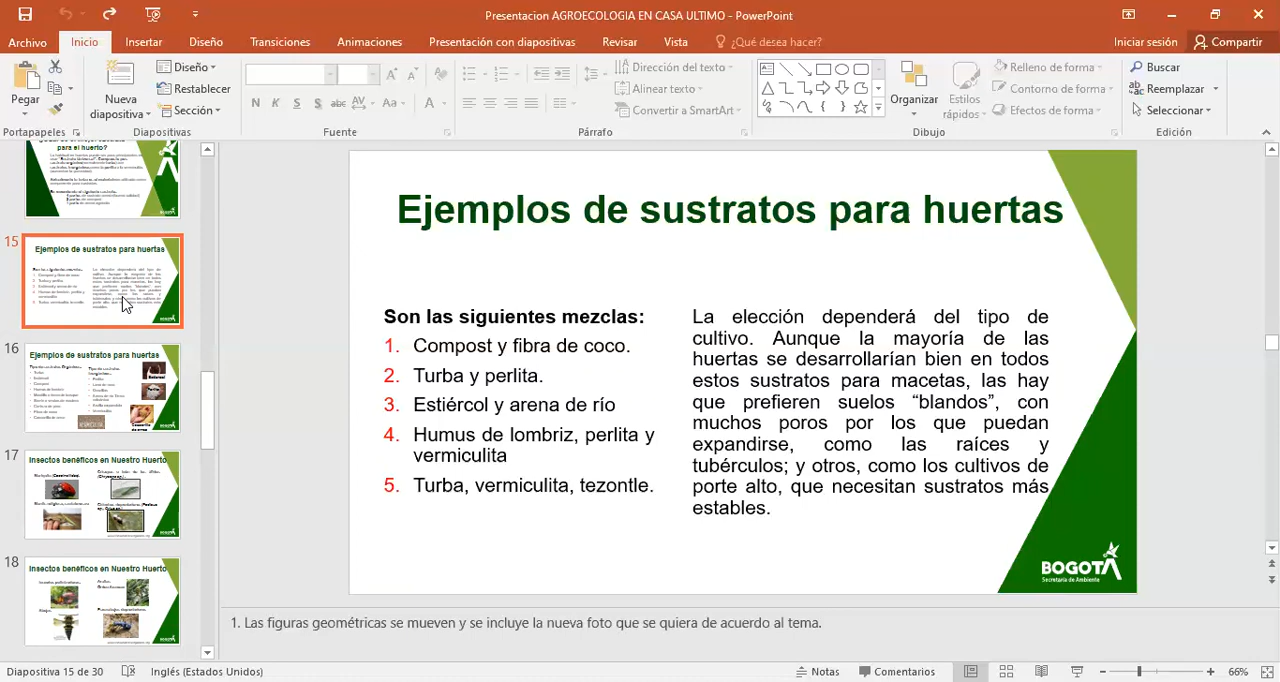 Presentacion AGROECOLOGIA EN CASA ULTIMO - PowerPoint
Archivo Inicio Insertar Diseño Transiciones Animaciones Presentación con diapositivas Revisar Vista ¿Qué desea hacer? Iniciar sesión Compartir
Pegar
Nueva diapositiva
Diseño
Restablecer
Sección
N K S S abc AV Aa A
Dirección del texto
Alinear texto
Convertir a SmartArt
Organizar
Estilos rápidos
Relleno de forma
Contorno de forma
Efectos de forma
Buscar
Reemplazar
Seleccionar
Portapapeles Diapositivas Fuente Párrafo Dibujo Edición
para el huerto?
15
Ejemplos de sustratos para huertas
16
Ejemplos de sustratos para huertas
17
Insectos benéficos en Nuestro Huerto
18
Insectos benéficos en Nuestro Huerto
Ejemplos de sustratos para huertas
Son las siguientes mezclas:
1. Compost y fibra de coco.
2. Turba y perlita.
3. Estiércol y arena de río
4. Humus de lombriz, perlita y
vermiculita
5. Turba, vermiculita, tezontle.
La elección dependerá del tipo de
cultivo. Aunque la mayoría de las
huertas se desarrollarían bien en todos
estos sustratos para macetas, las hay
que prefieren suelos “blandos”, con
muchos poros por los que puedan
expandirse, como las raíces y
tubérculos; y otros, como los cultivos de
porte alto, que necesitan sustratos más
estables.
BOGOTA
Secretaría de Ambiente
1. Las figuras geométricas se mueven y se incluye la nueva foto que se quiera de acuerdo al tema.
Diapositiva 15 de 30 Inglés (Estados Unidos) Notas Comentarios 66%